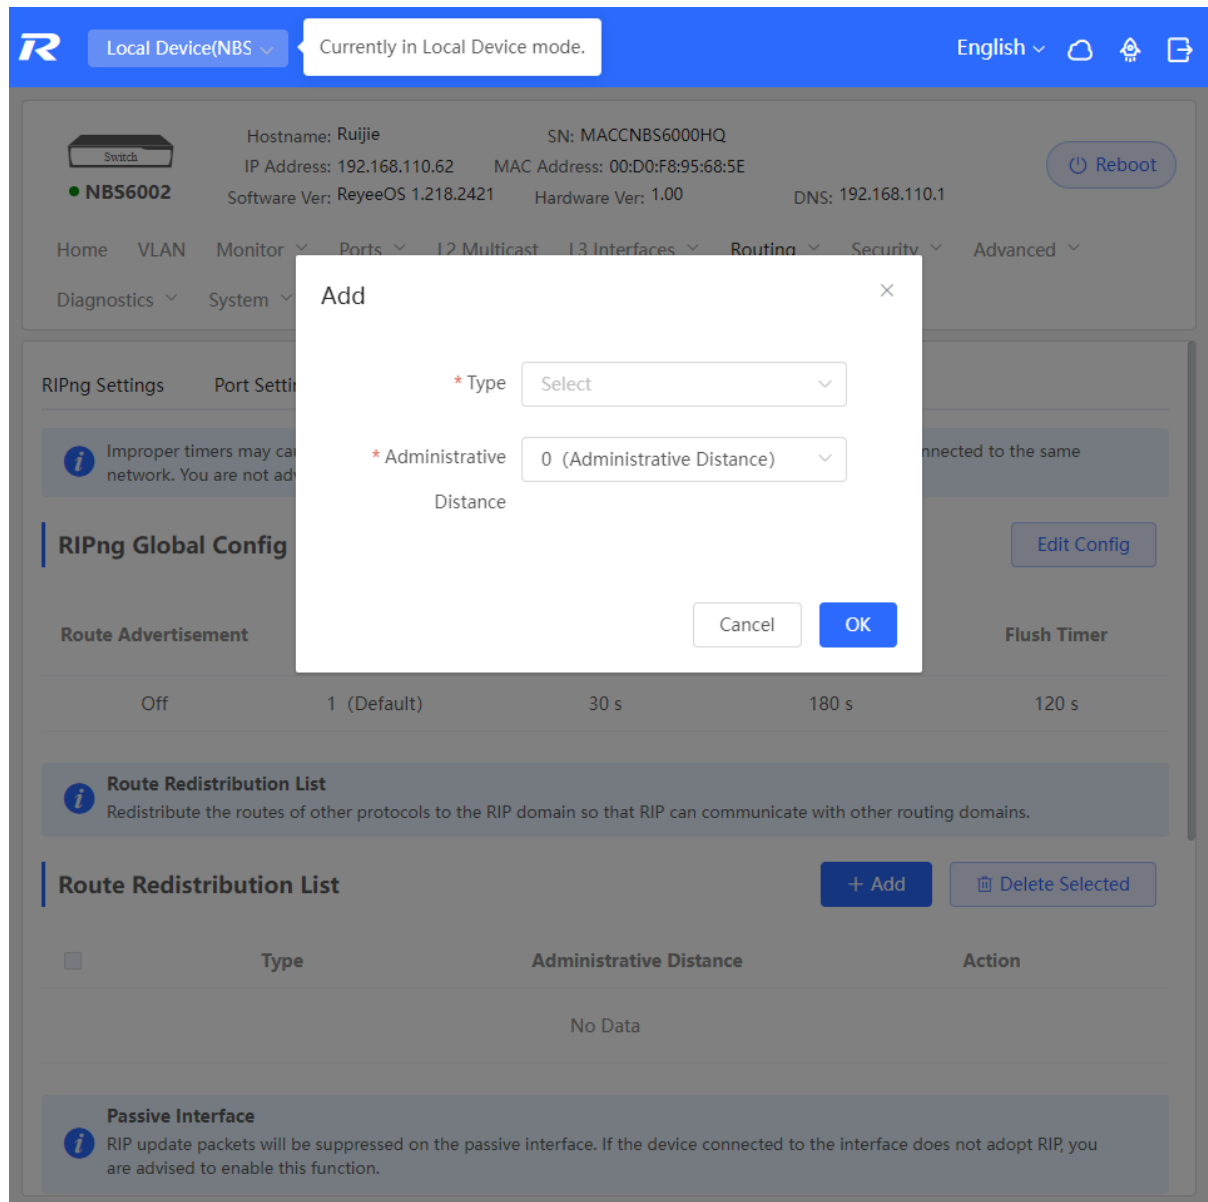 Local Device(NBS
Currently in Local Device mode.
English
Switch
NBS6002
Hostname: Ruijie
SN: MACCNBS6000HQ
IP Address: 192.168.110.62
MAC Address: 00:D0:F8:95:68:5E
Software Ver: ReyeeOS 1.218.2421
Hardware Ver: 1.00
DNS: 192.168.110.1
Reboot
Home VLAN Monitor Ports L2 Multicast L3 Interfaces Routing Security Advanced
Diagnostics System
Add
* Type
Select
* Administrative
Distance
0 (Administrative Distance)
Cancel
OK
RIPng Settings
Port Settin
Improper timers may cau
nnected to the same
network. You are not adv
RIPng Global Config
Edit Config
Route Advertisement
Flush Timer
Off 1 (Default) 30 s 180 s 120 s
Route Redistribution List
Redistribute the routes of other protocols to the RIP domain so that RIP can communicate with other routing domains.
Route Redistribution List
+ Add
Delete Selected
Type Administrative Distance Action
No Data
Passive Interface
RIP update packets will be suppressed on the passive interface. If the device connected to the interface does not adopt RIP, you
are advised to enable this function.